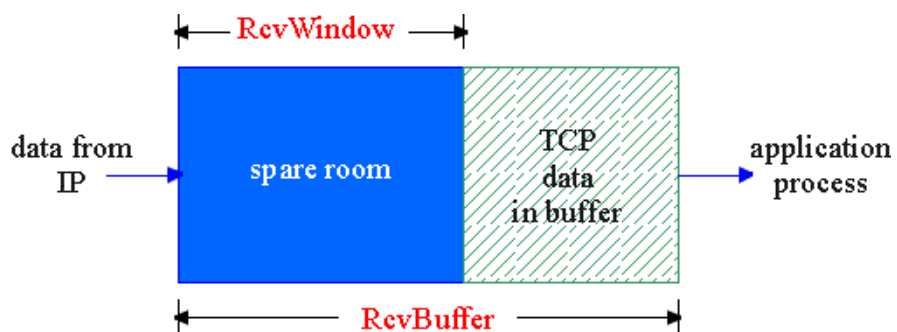 RcvWindow
data from
IP
spare room
TCP
data
in buffer
application
process
RcvBuffer